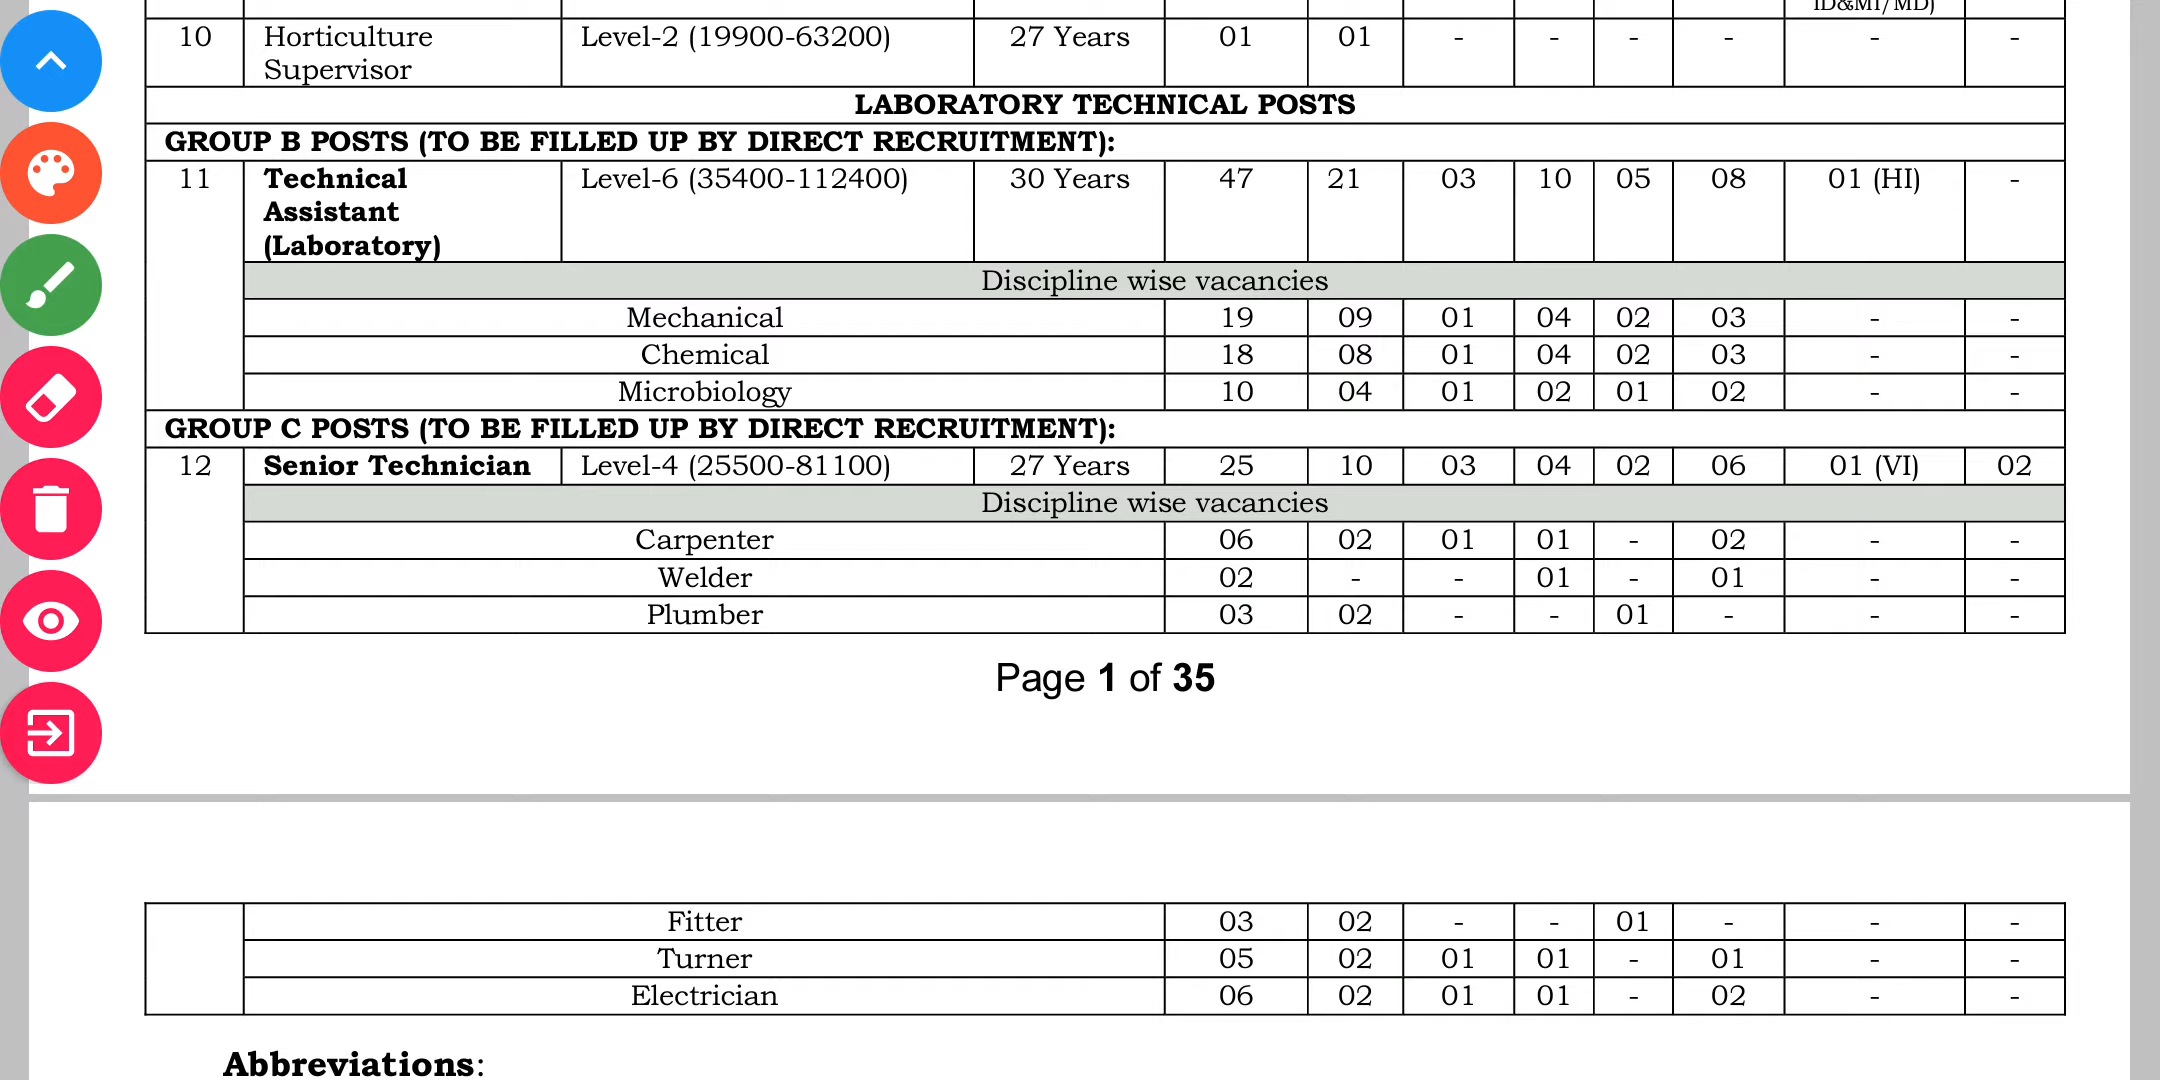 ID&MI/MD)
10 Horticulture Level-2 (19900-63200) 27 Years 01 01 - - - - - -
Supervisor
LABORATORY TECHNICAL POSTS
GROUP B POSTS (TO BE FILLED UP BY DIRECT RECRUITMENT):
11 Technical Level-6 (35400-112400) 30 Years 47 21 03 10 05 08 01 (HI) -
Assistant
(Laboratory)
Discipline wise vacancies
Mechanical 19 09 01 04 02 03 - -
Chemical 18 08 01 04 02 03 - -
Microbiology 10 04 01 02 01 02 - -
GROUP C POSTS (TO BE FILLED UP BY DIRECT RECRUITMENT):
12 Senior Technician Level-4 (25500-81100) 27 Years 25 10 03 04 02 06 01 (VI) 02
Discipline wise vacancies
Carpenter 06 02 01 01 - 02 - -
Welder 02 - - 01 - 01 - -
Plumber 03 02 - - 01 - - -
Page 1 of 35
Fitter 03 02 - - 01 - - -
Turner 05 02 01 01 - 01 - -
Electrician 06 02 01 01 - 02 - -
Abbreviations: